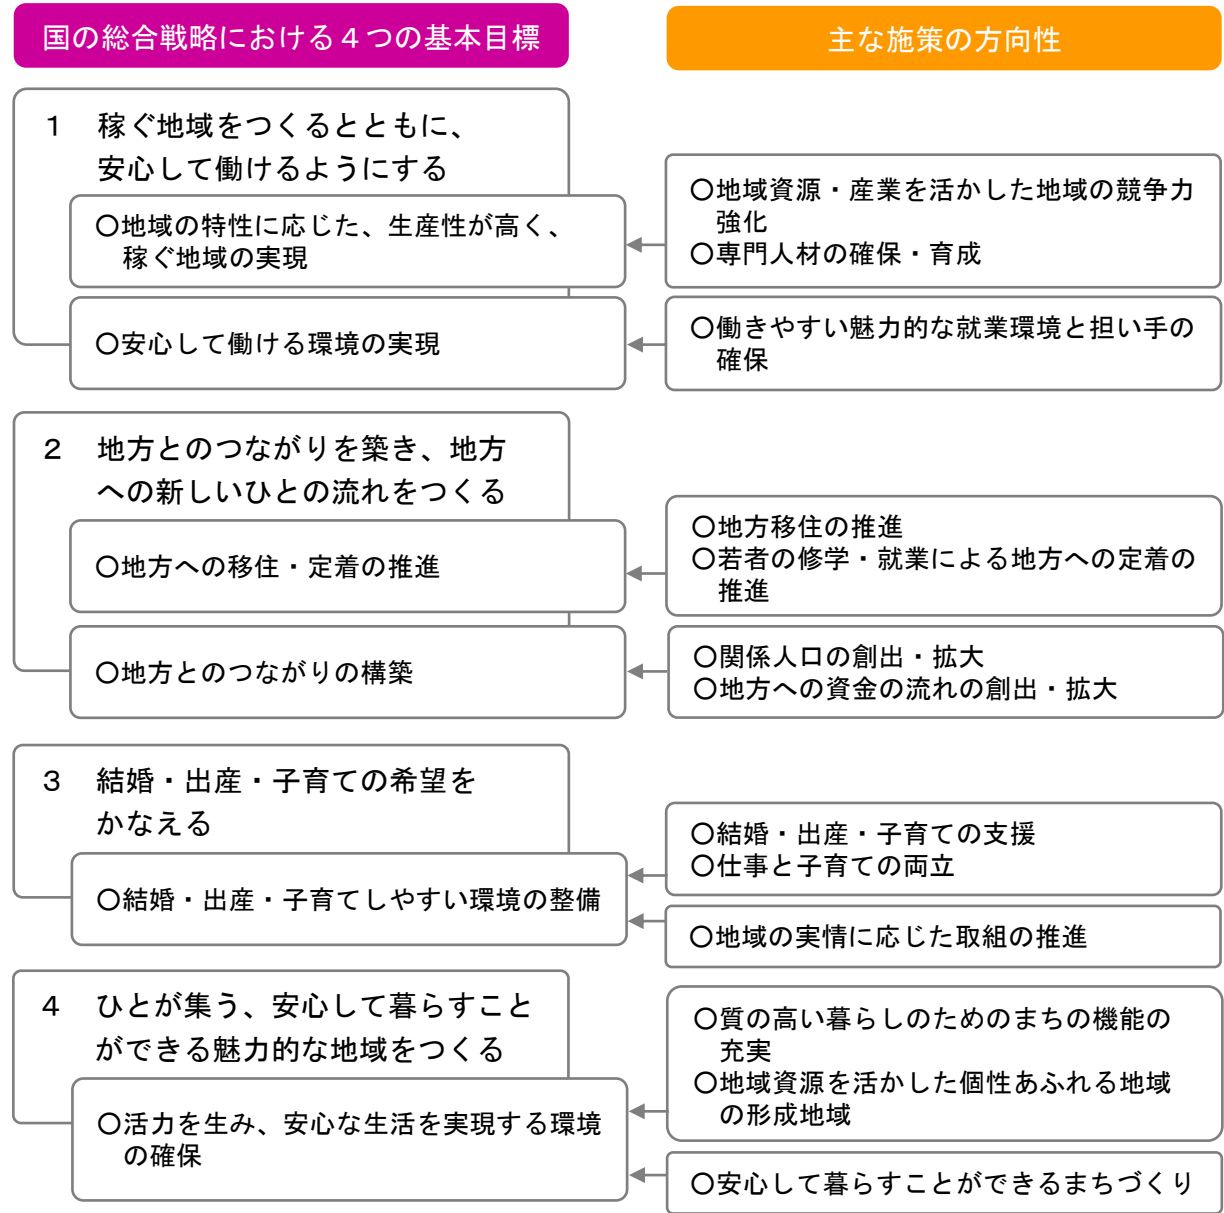 国の総合戦略における４つの基本目標
主な施策の方向性
１　稼ぐ地域をつくるとともに、
安心して働けるようにする
○地域の特性に応じた、生産性が高く、
稼ぐ地域の実現
○地域資源・産業を活かした地域の競争力
強化
○専門人材の確保・育成
○安心して働ける環境の実現
○働きやすい魅力的な就業環境と担い手の
確保
２　地方とのつながりを築き、地方
への新しいひとの流れをつくる
○地方への移住・定着の推進
○地方移住の推進
○若者の修学・就業による地方への定着の
推進
○地方とのつながりの構築
○関係人口の創出・拡大
○地方への資金の流れの創出・拡大
３　結婚・出産・子育ての希望を
かなえる
○結婚・出産・子育てしやすい環境の整備
○結婚・出産・子育ての支援
○仕事と子育ての両立
○地域の実情に応じた取組の推進
４　ひとが集う、安心して暮らすこと
ができる魅力的な地域をつくる
○活力を生み、安心な生活を実現する環境
の確保
○質の高い暮らしのためのまちの機能の
充実
○地域資源を活かした個性あふれる地域
の形成地域
○安心して暮らすことができるまちづくり